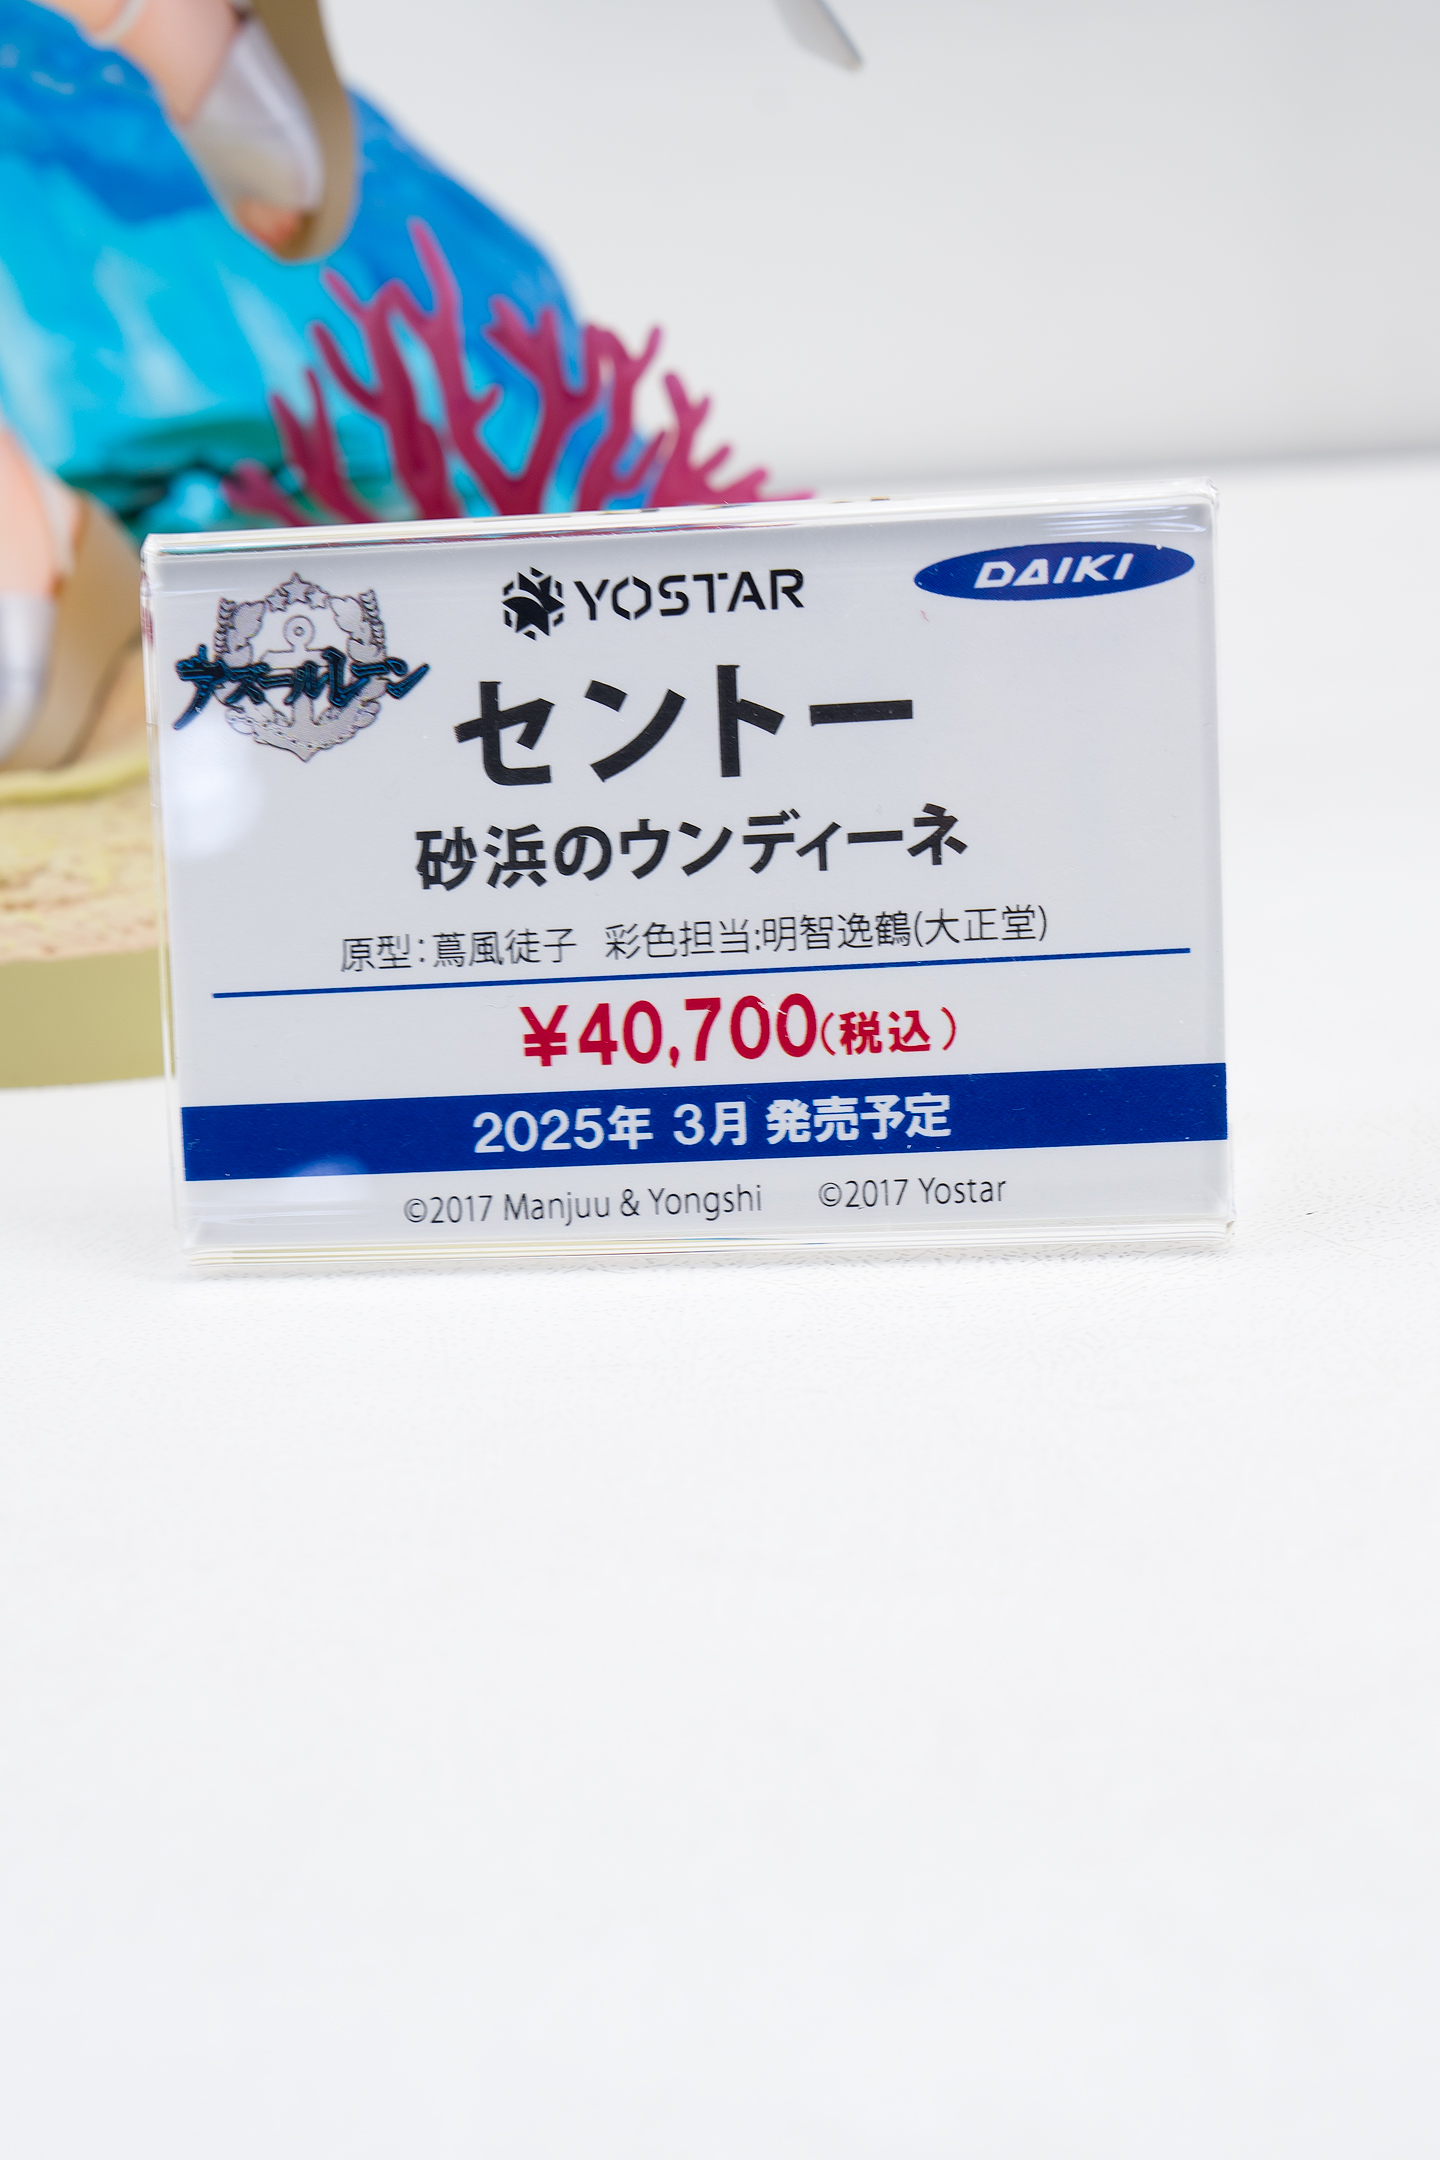 YOSTAR
DAIKI
アズールレーン
セントー
砂浜のウンディーネ
原型:蔦風徒子 彩色担当:明智逸鶴(大正堂)
¥40,700(税込)
2025年 3月 発売予定
©2017 Manjuu & Yongshi ©2017 Yostar